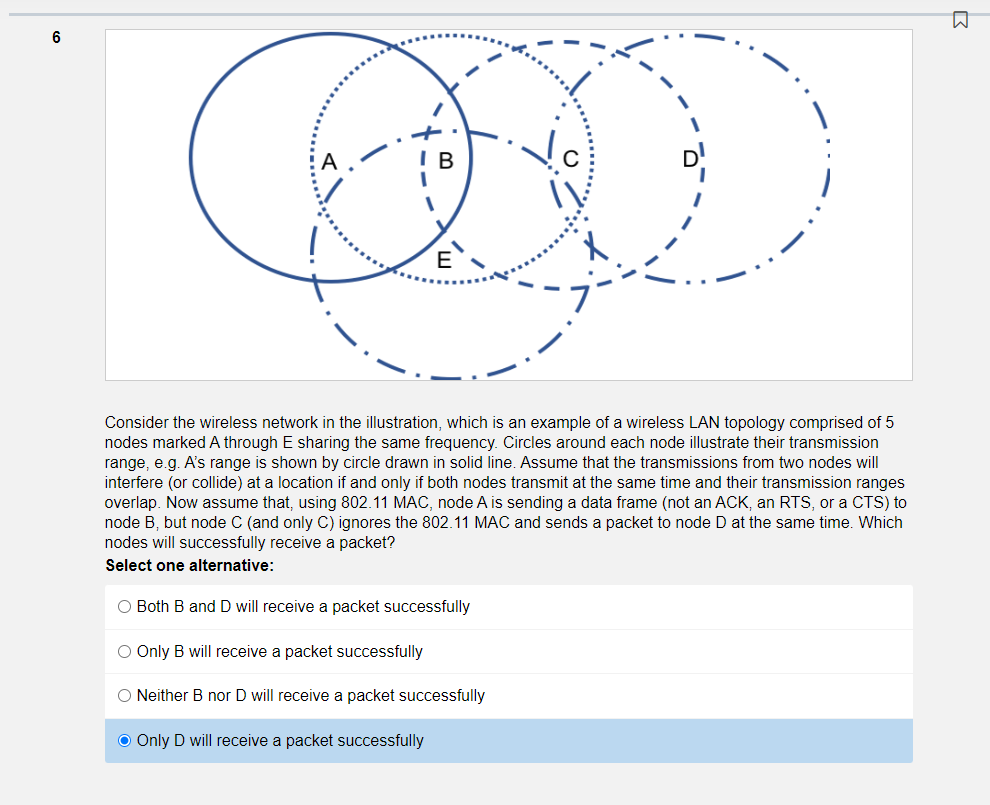 6
A B C D
E
Consider the wireless network in the illustration, which is an example of a wireless LAN topology comprised of 5
nodes marked A through E sharing the same frequency. Circles around each node illustrate their transmission
range, e.g. A's range is shown by circle drawn in solid line. Assume that the transmissions from two nodes will
interfere (or collide) at a location if and only if both nodes transmit at the same time and their transmission ranges
overlap. Now assume that, using 802.11 MAC, node A is sending a data frame (not an ACK, an RTS, or a CTS) to
node B, but node C (and only C) ignores the 802.11 MAC and sends a packet to node D at the same time. Which
nodes will successfully receive a packet?
Select one alternative:
Both B and D will receive a packet successfully
Only B will receive a packet successfully
Neither B nor D will receive a packet successfully
Only D will receive a packet successfully